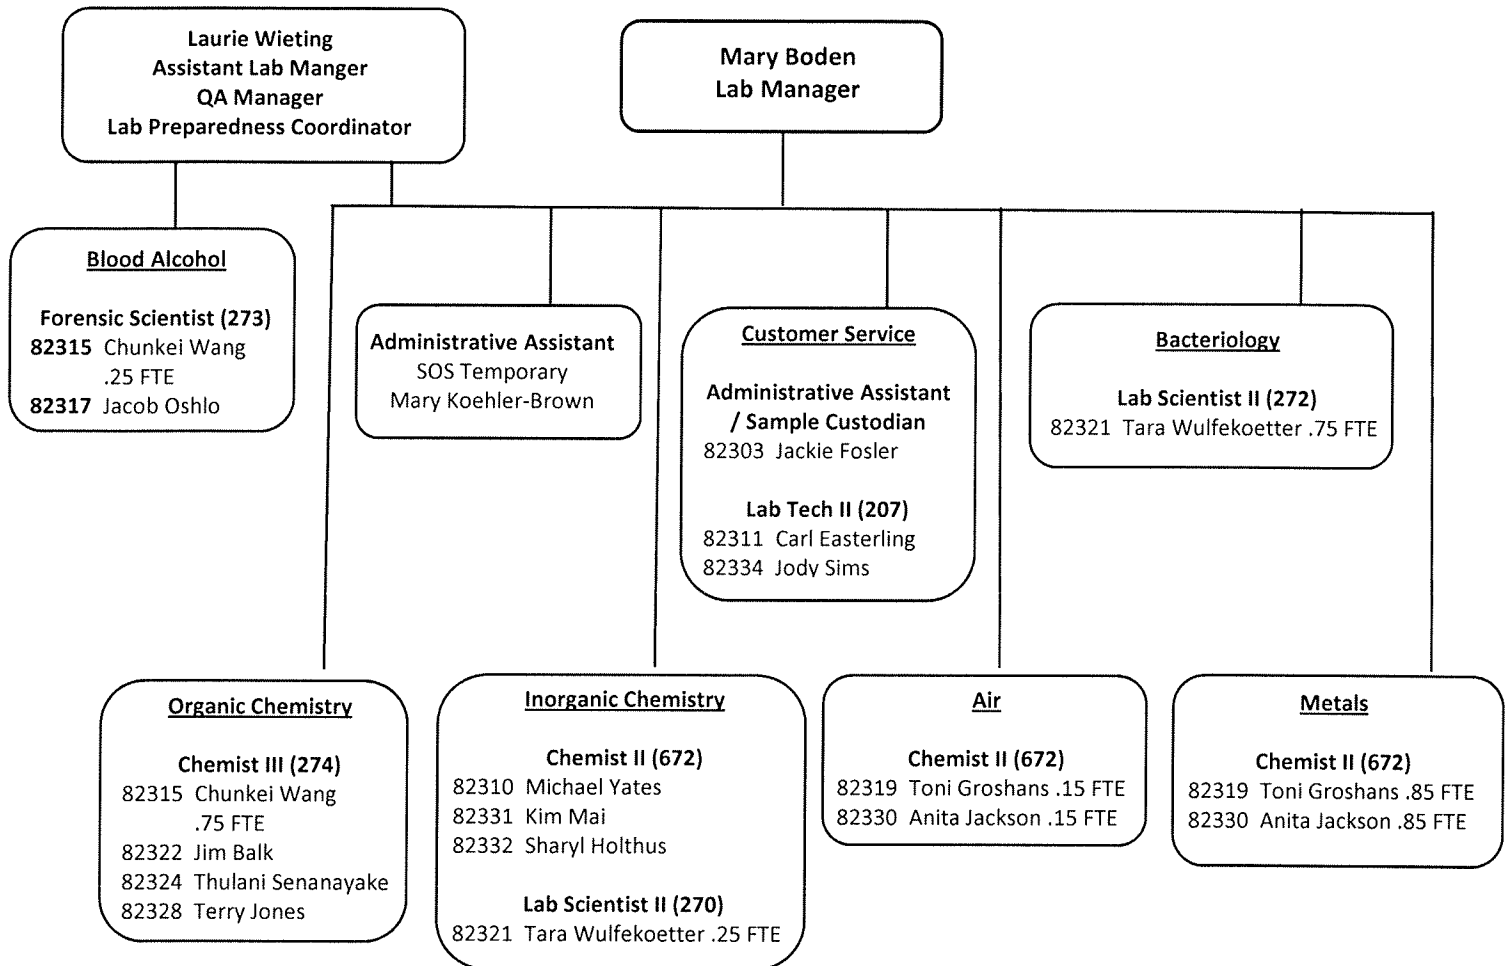 Laurie Wieting
Assistant Lab Manger
QA Manager
Lab Preparedness Coordinator
Mary Boden
Lab Manager
Blood Alcohol
Forensic Scientist (273)
82315 Chunkei Wang
.25 FTE
82317 Jacob Oshlo
Administrative Assistant
SOS Temporary
Mary Koehler-Brown
Customer Service
Administrative Assistant
/ Sample Custodian
82303 Jackie Fosler
Lab Tech II (207)
82311 Carl Easterling
82334 Jody Sims
Bacteriology
Lab Scientist II (272)
82321 Tara Wulfekoetter .75 FTE
Organic Chemistry
Chemist III (274)
82315 Chunkei Wang
.75 FTE
82322 Jim Balk
82324 Thulani Senanayake
82328 Terry Jones
Inorganic Chemistry
Chemist II (672)
82310 Michael Yates
82331 Kim Mai
82332 Sharyl Holthus
Lab Scientist II (270)
82321 Tara Wulfekoetter .25 FTE
Air
Chemist II (672)
82319 Toni Groshans .15 FTE
82330 Anita Jackson .15 FTE
Metals
Chemist II (672)
82319 Toni Groshans .85 FTE
82330 Anita Jackson .85 FTE